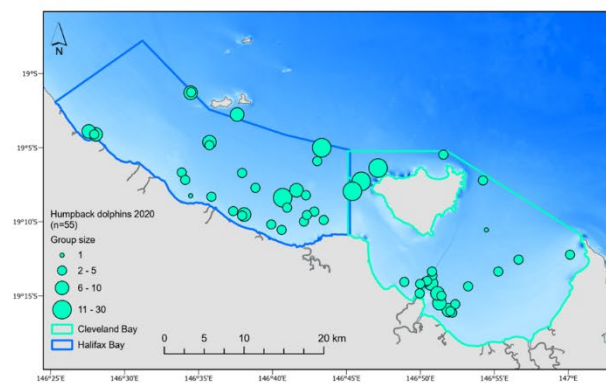 N
19°S
19°5'S
19°10'S
19°15'S
Humpback dolphins 2020
(n=55)
Group size
1
2 - 5
6 - 10
11 - 30
Cleveland Bay
Halifax Bay
0 5 10 20 km
146°25'E 146°30'E 146°35'E 146°40'E 146°45'E 146°50'E 146°55'E 147°E